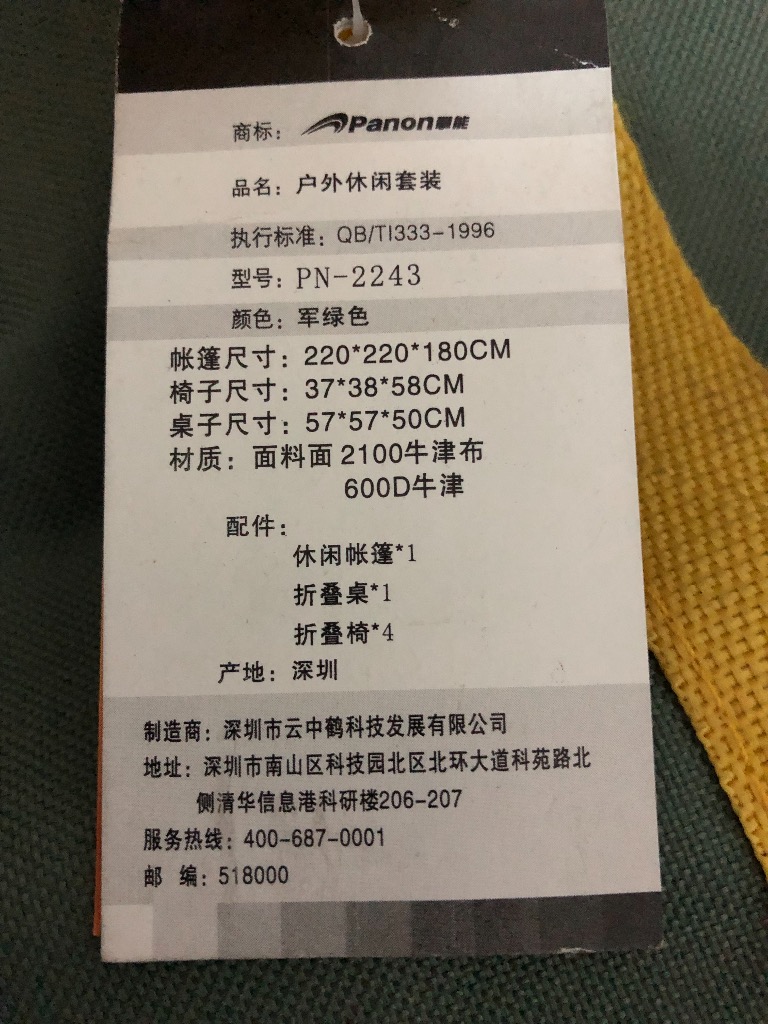 商标: Panon攀能
品名: 户外休闲套装
执行标准: QB/TI333-1996
型号: PN-2243
颜色: 军绿色
帐篷尺寸: 220*220*180CM
椅子尺寸: 37*38*58CM
桌子尺寸: 57*57*50CM
材质: 面料面 2100牛津布
600D牛津
配件:
休闲帐篷*1
折叠桌*1
折叠椅*4
产地: 深圳
制造商: 深圳市云中鹤科技发展有限公司
地址: 深圳市南山区科技园北区北环大道科苑路北
侧清华信息港科研楼206-207
服务热线: 400-687-0001
邮 编: 518000